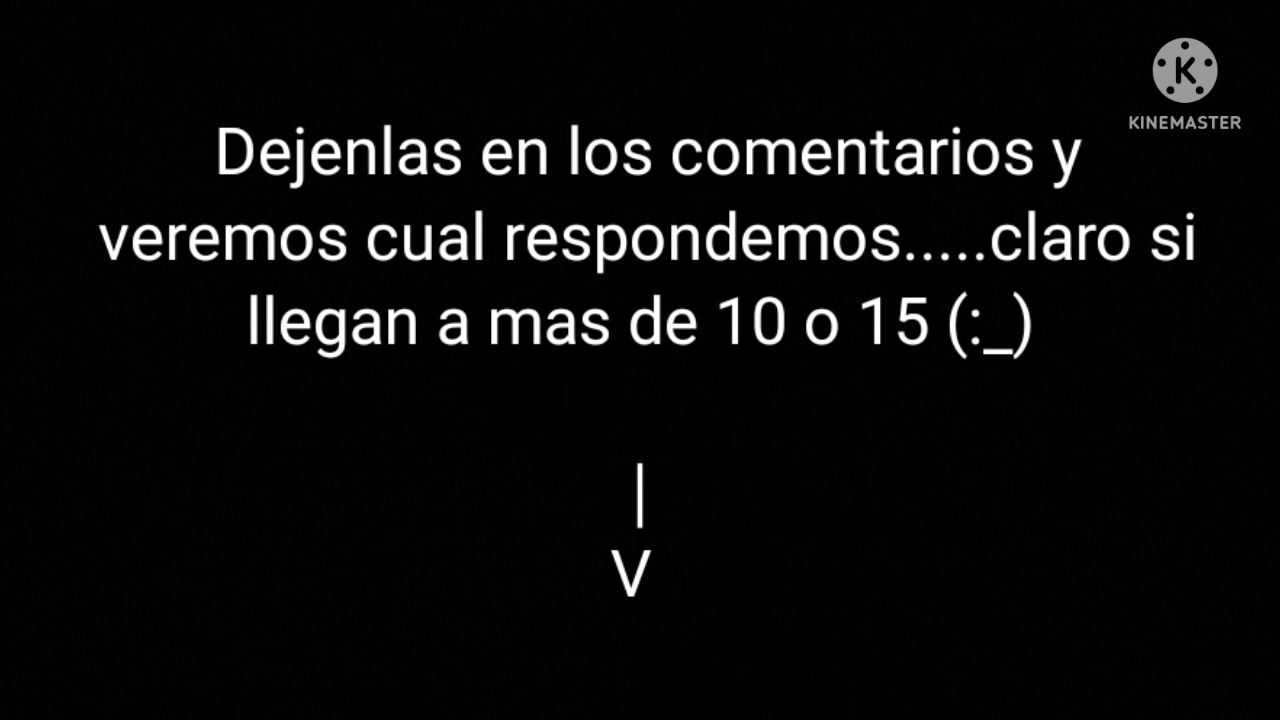 KINEMASTER
Dejenlas en los comentarios y
veremos cual respondemos.....claro si
llegan a mas de 10 o 15 (:_)
|
V